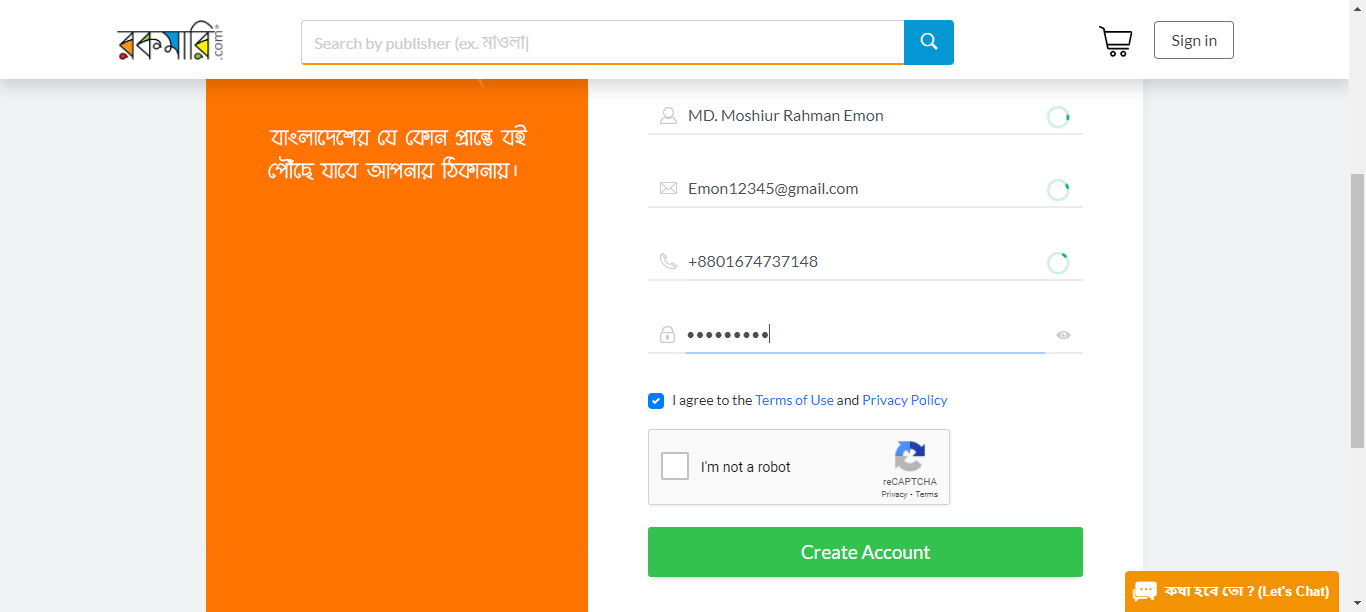 রকমারি.com
Search by publisher (ex. মাওলা|
Sign in
বাংলাদেশের যে কোন প্রান্তে বই
পৌঁছে যাবে আপনার ঠিকানায়।
MD. Moshiur Rahman Emon
Emon12345@gmail.com
+8801674737148
•••••••••
I agree to the Terms of Use and Privacy Policy
I'm not a robot
reCAPTCHA
Privacy - Terms
Create Account
কথা হবে তো ? (Let's Chat)